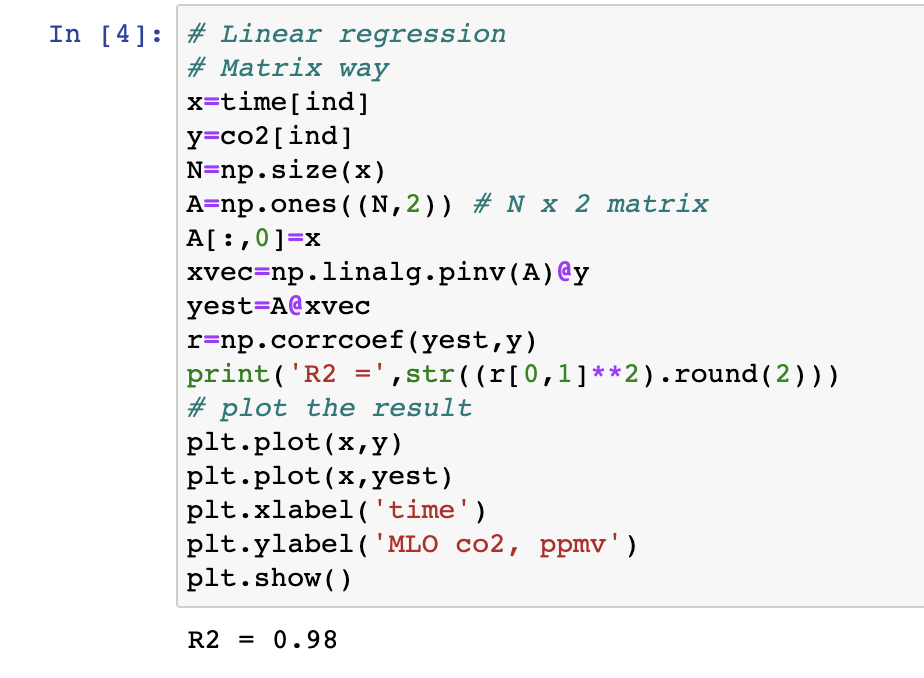 In [4]: # Linear regression
# Matrix way
x=time[ind]
y=co2[ind]
N=np.size(x)
A=np.ones((N,2)) # N x 2 matrix
A[:,0]=x
xvec=np.linalg.pinv(A)@y
yest=A@xvec
r=np.corrcoef(yest,y)
print('R2 =',str((r[0,1]**2).round(2)))
# plot the result
plt.plot(x,y)
plt.plot(x,yest)
plt.xlabel('time')
plt.ylabel('MLO co2, ppmv')
plt.show()
R2 = 0.98